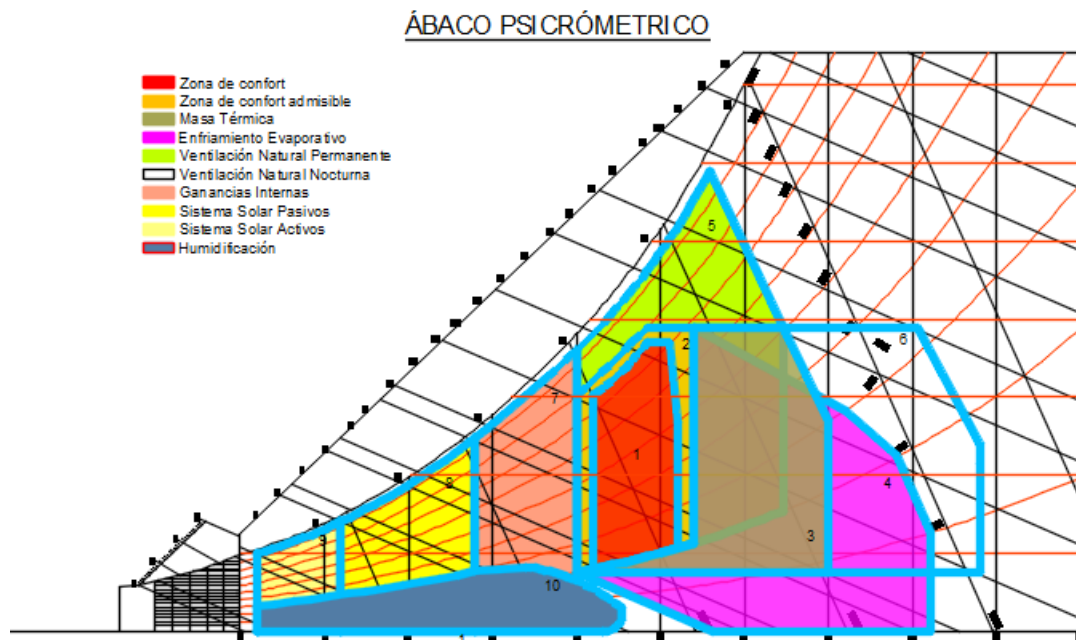 ÁBACO PSICRÓMETRICO
Zona de confort
Zona de confort admisible
Masa Térmica
Enfriamiento Evaporativo
Ventilación Natural Permanente
Ventilación Natural Nocturna
Ganancias Internas
Sistema Solar Pasivos
Sistema Solar Activos
Humidificación
5
2
6
7
1
8
4
9
3
10